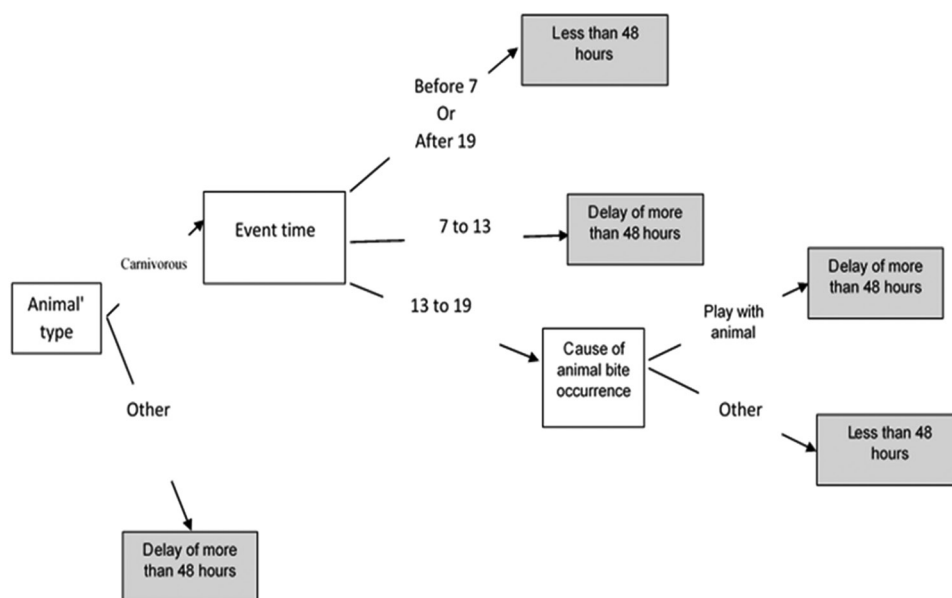 Less than 48
hours
Before 7
Or
After 19
Event time
7 to 13
Delay of more
than 48 hours
Carnivorous
Animal'
type
13 to 19
Delay of more
than 48 hours
Play with
animal
Cause of
animal bite
occurrence
Other
Other
Less than 48
hours
Delay of more
than 48 hours